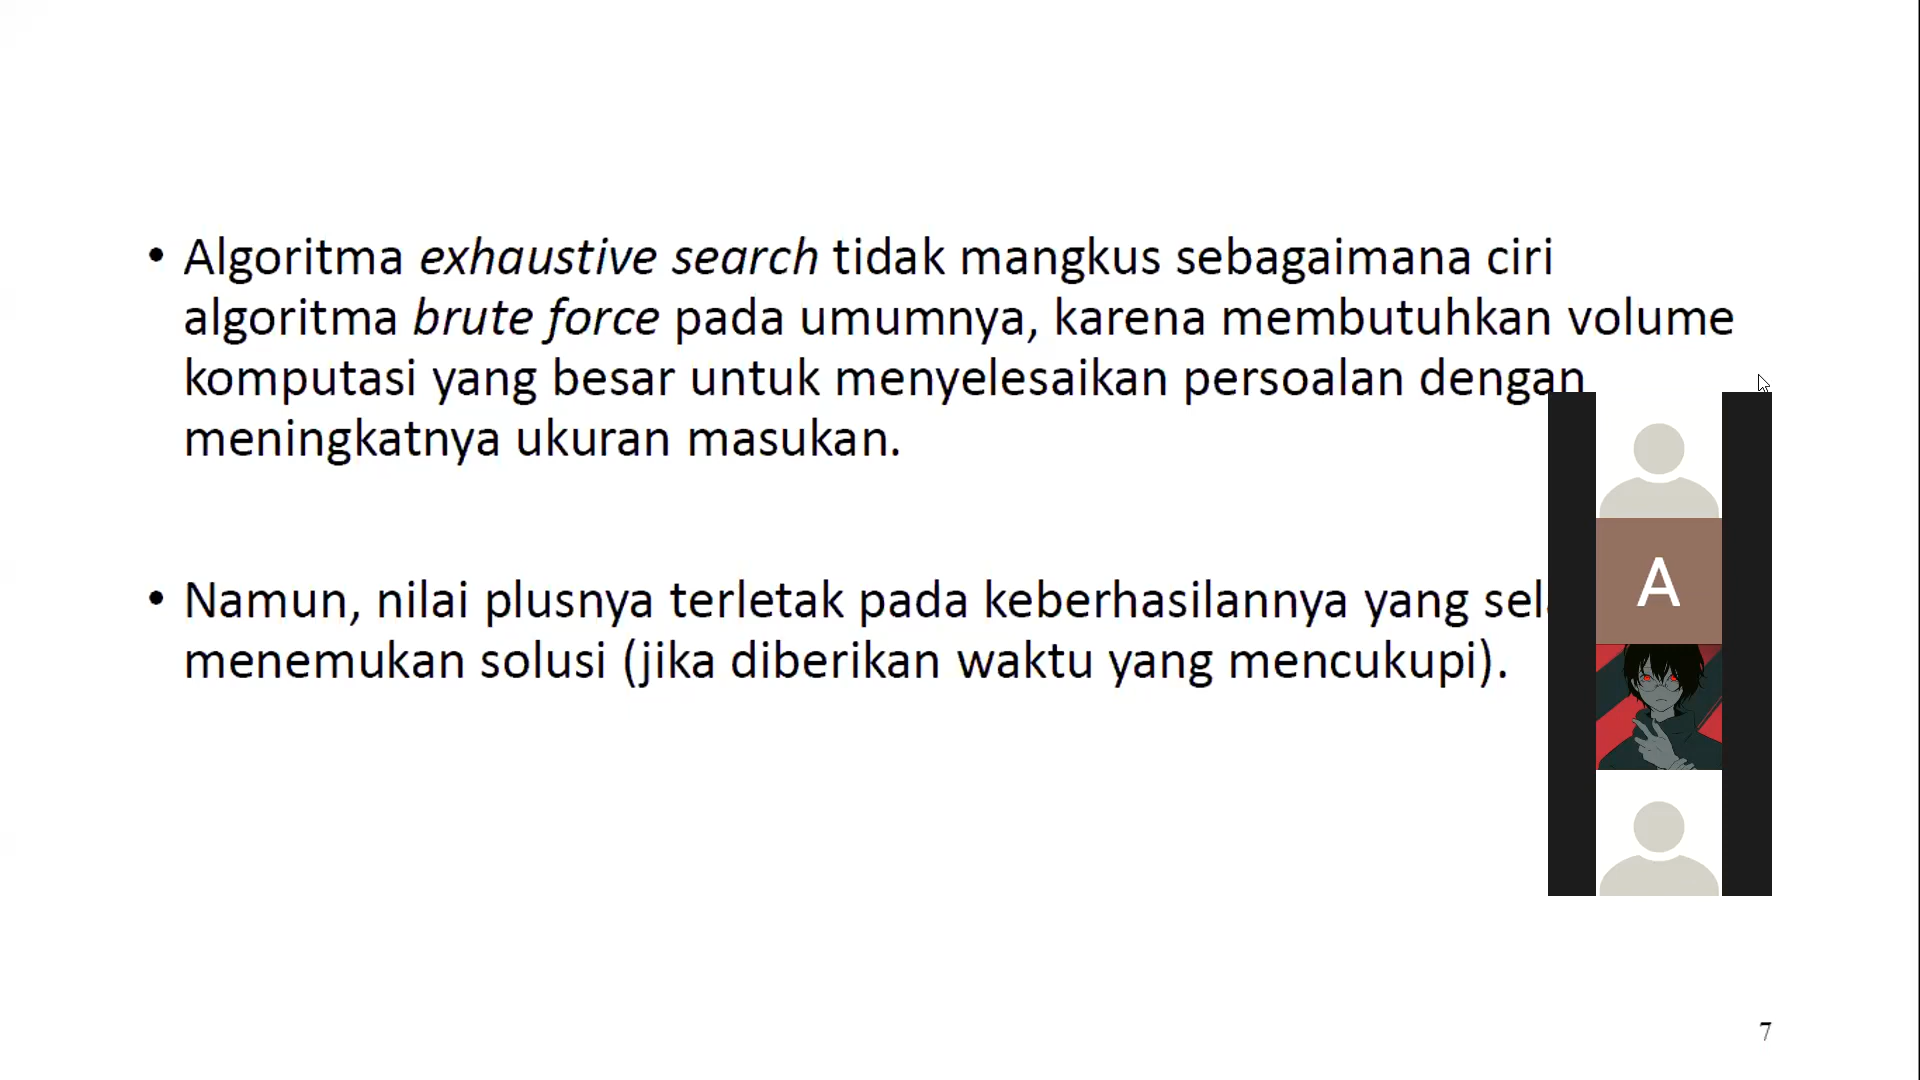 • Algoritma exhaustive search tidak mangkus sebagaimana ciri
algoritma brute force pada umumnya, karena membutuhkan volume
komputasi yang besar untuk menyelesaikan persoalan dengan
meningkatnya ukuran masukan.
• Namun, nilai plusnya terletak pada keberhasilannya yang
menemukan solusi (jika diberikan waktu yang mencukupi).
A
7